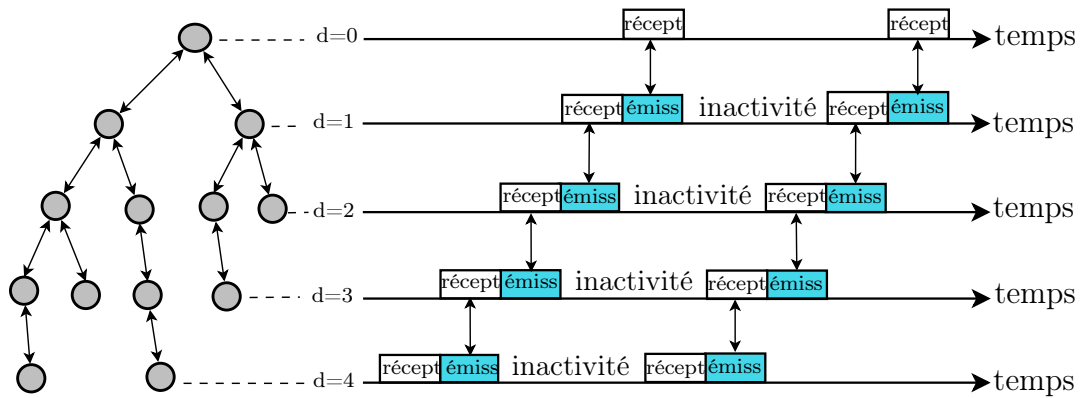 d=0 récept récept temps
d=1 récept émiss inactivité récept émiss temps
d=2 récept émiss inactivité récept émiss temps
d=3 récept émiss inactivité récept émiss temps
d=4 récept émiss inactivité récept émiss temps